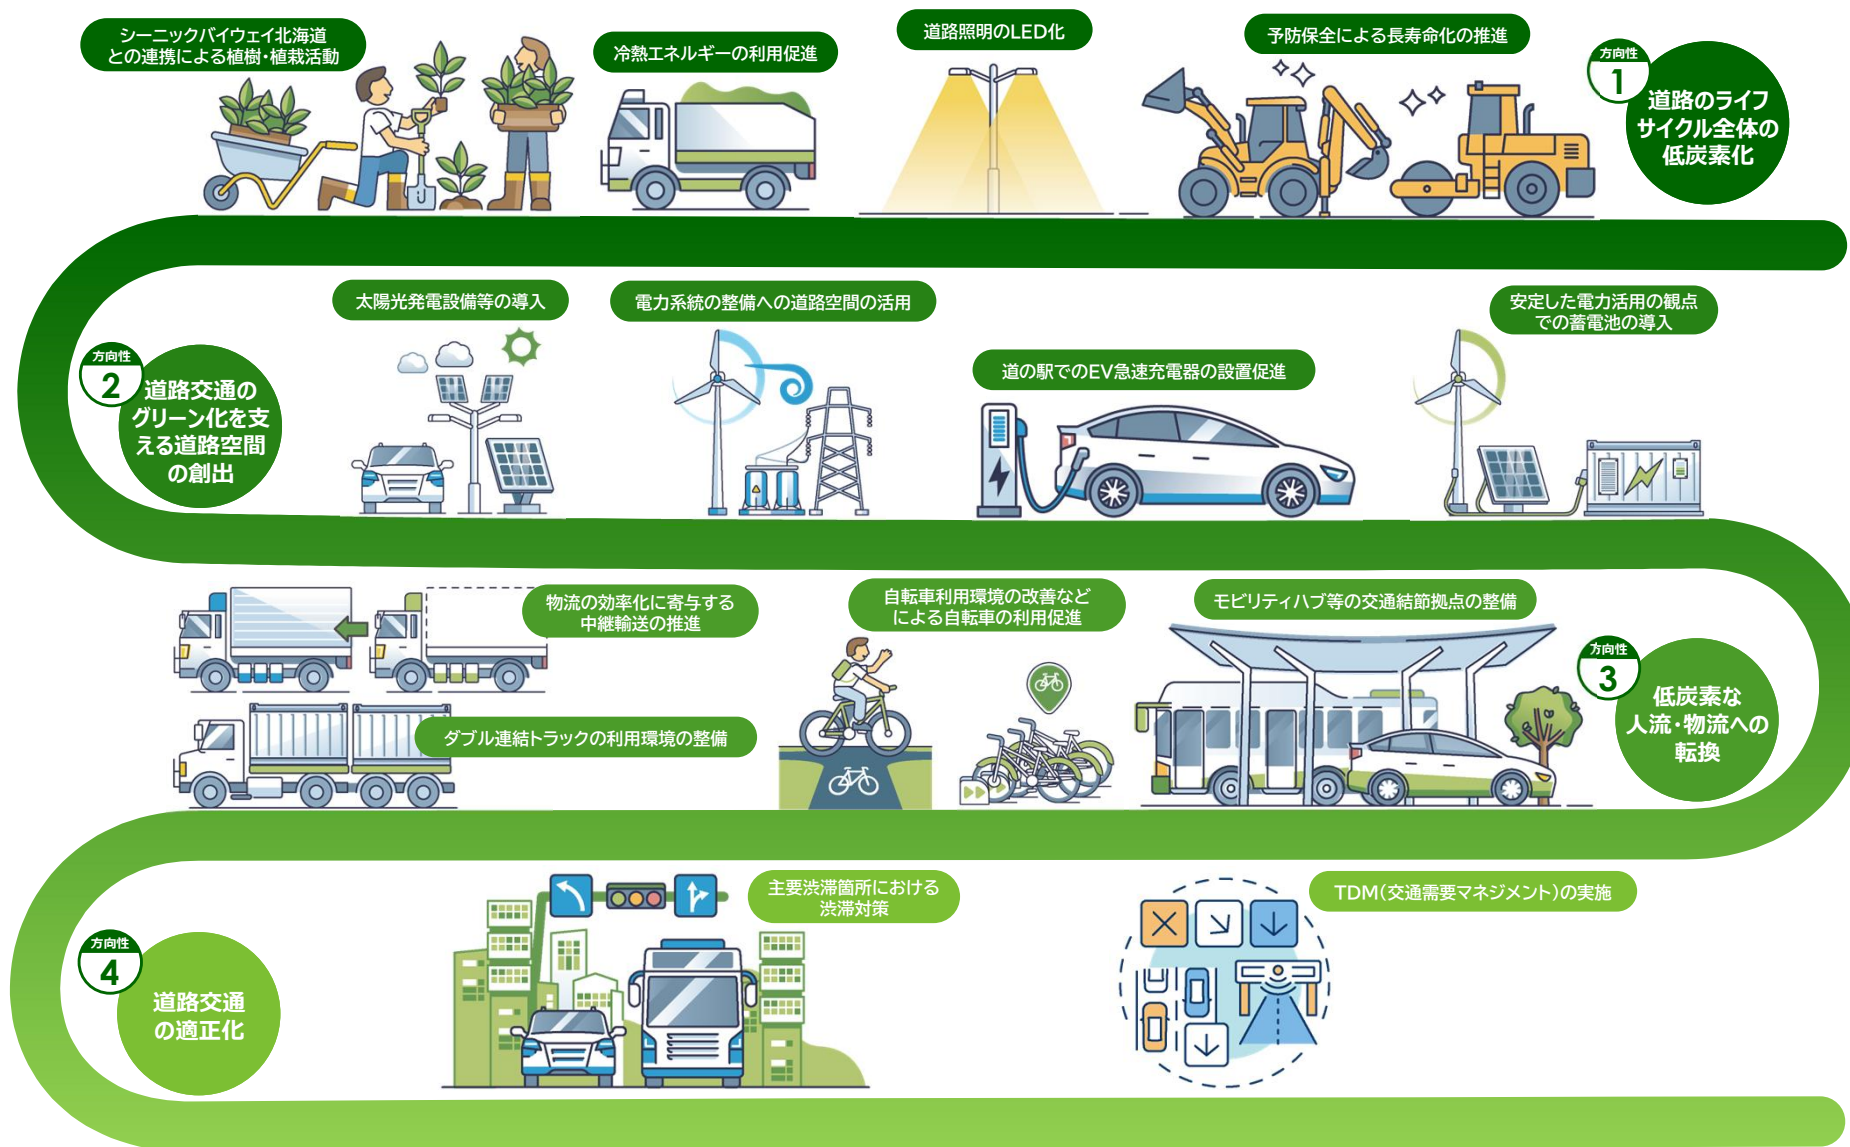 シーニックバイウェイ北海道
との連携による植樹・植栽活動
冷熱エネルギーの利用促進
道路照明のLED化
予防保全による長寿命化の推進
方向性
1
道路のライフ
サイクル全体の
低炭素化
方向性
2
道路交通の
グリーン化を支
える道路空間
の創出
太陽光発電設備等の導入
電力系統の整備への道路空間の活用
道の駅でのEV急速充電器の設置促進
安定した電力活用の観点
での蓄電池の導入
物流の効率化に寄与する
中継輸送の推進
ダブル連結トラックの利用環境の整備
自転車利用環境の改善など
による自転車の利用促進
モビリティハブ等の交通結節拠点の整備
方向性
3
低炭素な
人流・物流への
転換
方向性
4
道路交通
の適正化
主要渋滞箇所における
渋滞対策
TDM(交通需要マネジメント)の実施